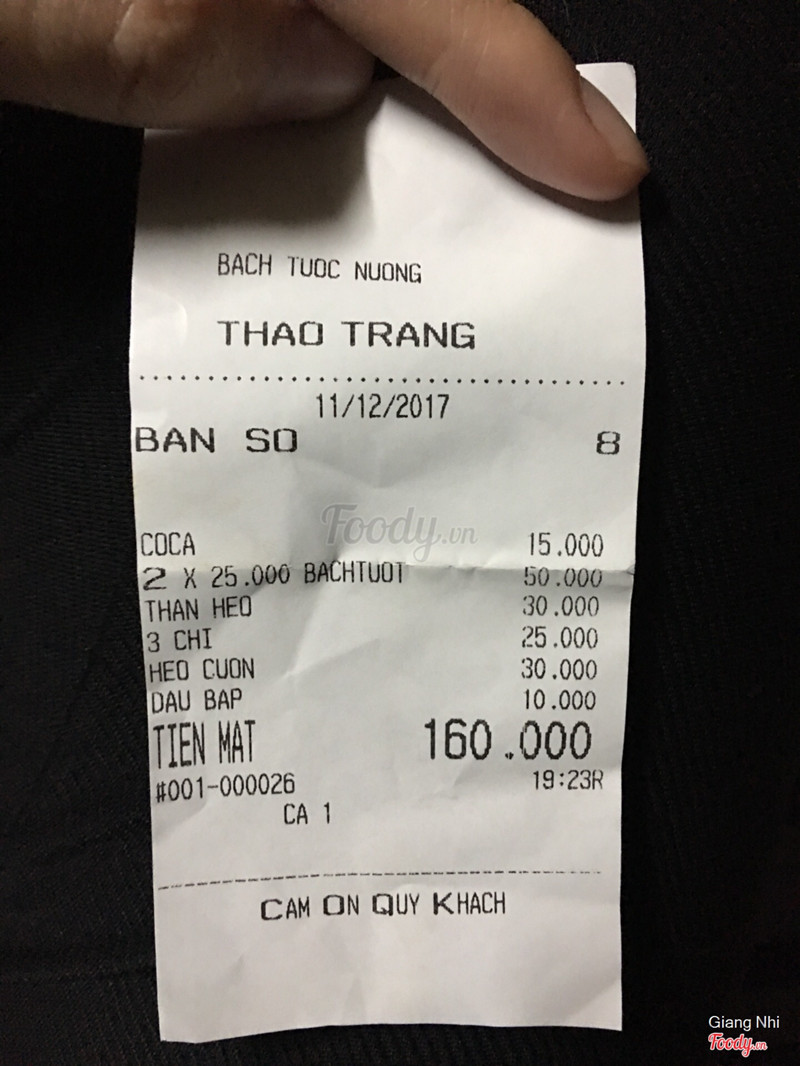 BACH TUOC NUONG
THAO TRANG
11/12/2017
BAN SO 8
Foody.vn
COCA 15.000
2 X 25.000 BACHTUOT 50.000
THAN HEO 30.000
3 CHI 25.000
HEO CUON 30.000
DAU BAP 10.000
TIEN MAT 160.000
#001-000026 19:23R
CA 1
CAM ON QUY KHACH
Giang Nhi
Foody.vn